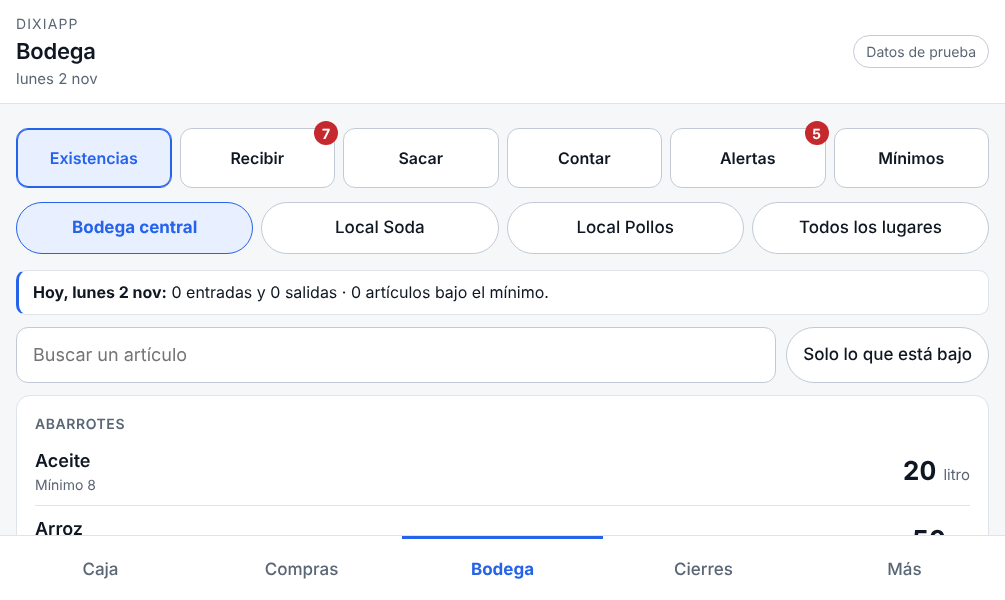 DIXIAPP
Bodega
lunes 2 nov
Datos de prueba
Existencias
Recibir
7
Sacar
Contar
Alertas
5
Mínimos
Bodega central
Local Soda
Local Pollos
Todos los lugares
Hoy, lunes 2 nov: 0 entradas y 0 salidas · 0 artículos bajo el mínimo.
Buscar un artículo
Solo lo que está bajo
ABARROTES
Aceite
Mínimo 8
20 litro
Arroz
50
Caja
Compras
Bodega
Cierres
Más